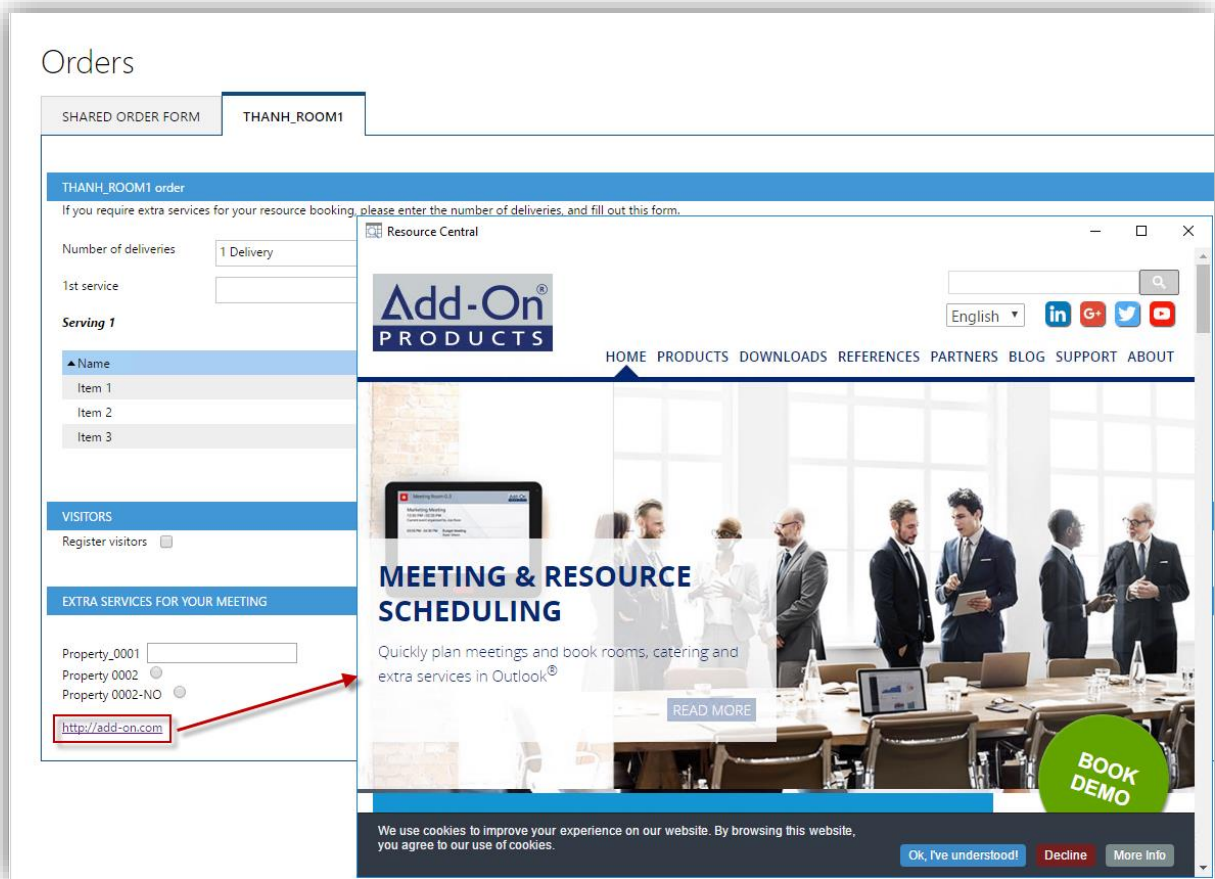 Orders
SHARED ORDER FORM
THANH_ROOM1
THANH_ROOM1 order
If you require extra services for your resource booking, please enter the number of deliveries, and fill out this form.
Number of deliveries
1 Delivery
1st service
Serving 1
Name
Item 1
Item 2
Item 3
VISITORS
Register visitors
EXTRA SERVICES FOR YOUR MEETING
Property_0001
Property 0002
Property 0002-NO
http://add-on.com
Resource Central
Add-On®
PRODUCTS
English
in
G+
HOME PRODUCTS DOWNLOADS REFERENCES PARTNERS BLOG SUPPORT ABOUT
MEETING & RESOURCE
SCHEDULING
Quickly plan meetings and book rooms, catering and
extra services in Outlook®
READ MORE
BOOK
DEMO
We use cookies to improve your experience on our website. By browsing this website,
you agree to our use of cookies.
Ok, I've understood!
Decline
More Info